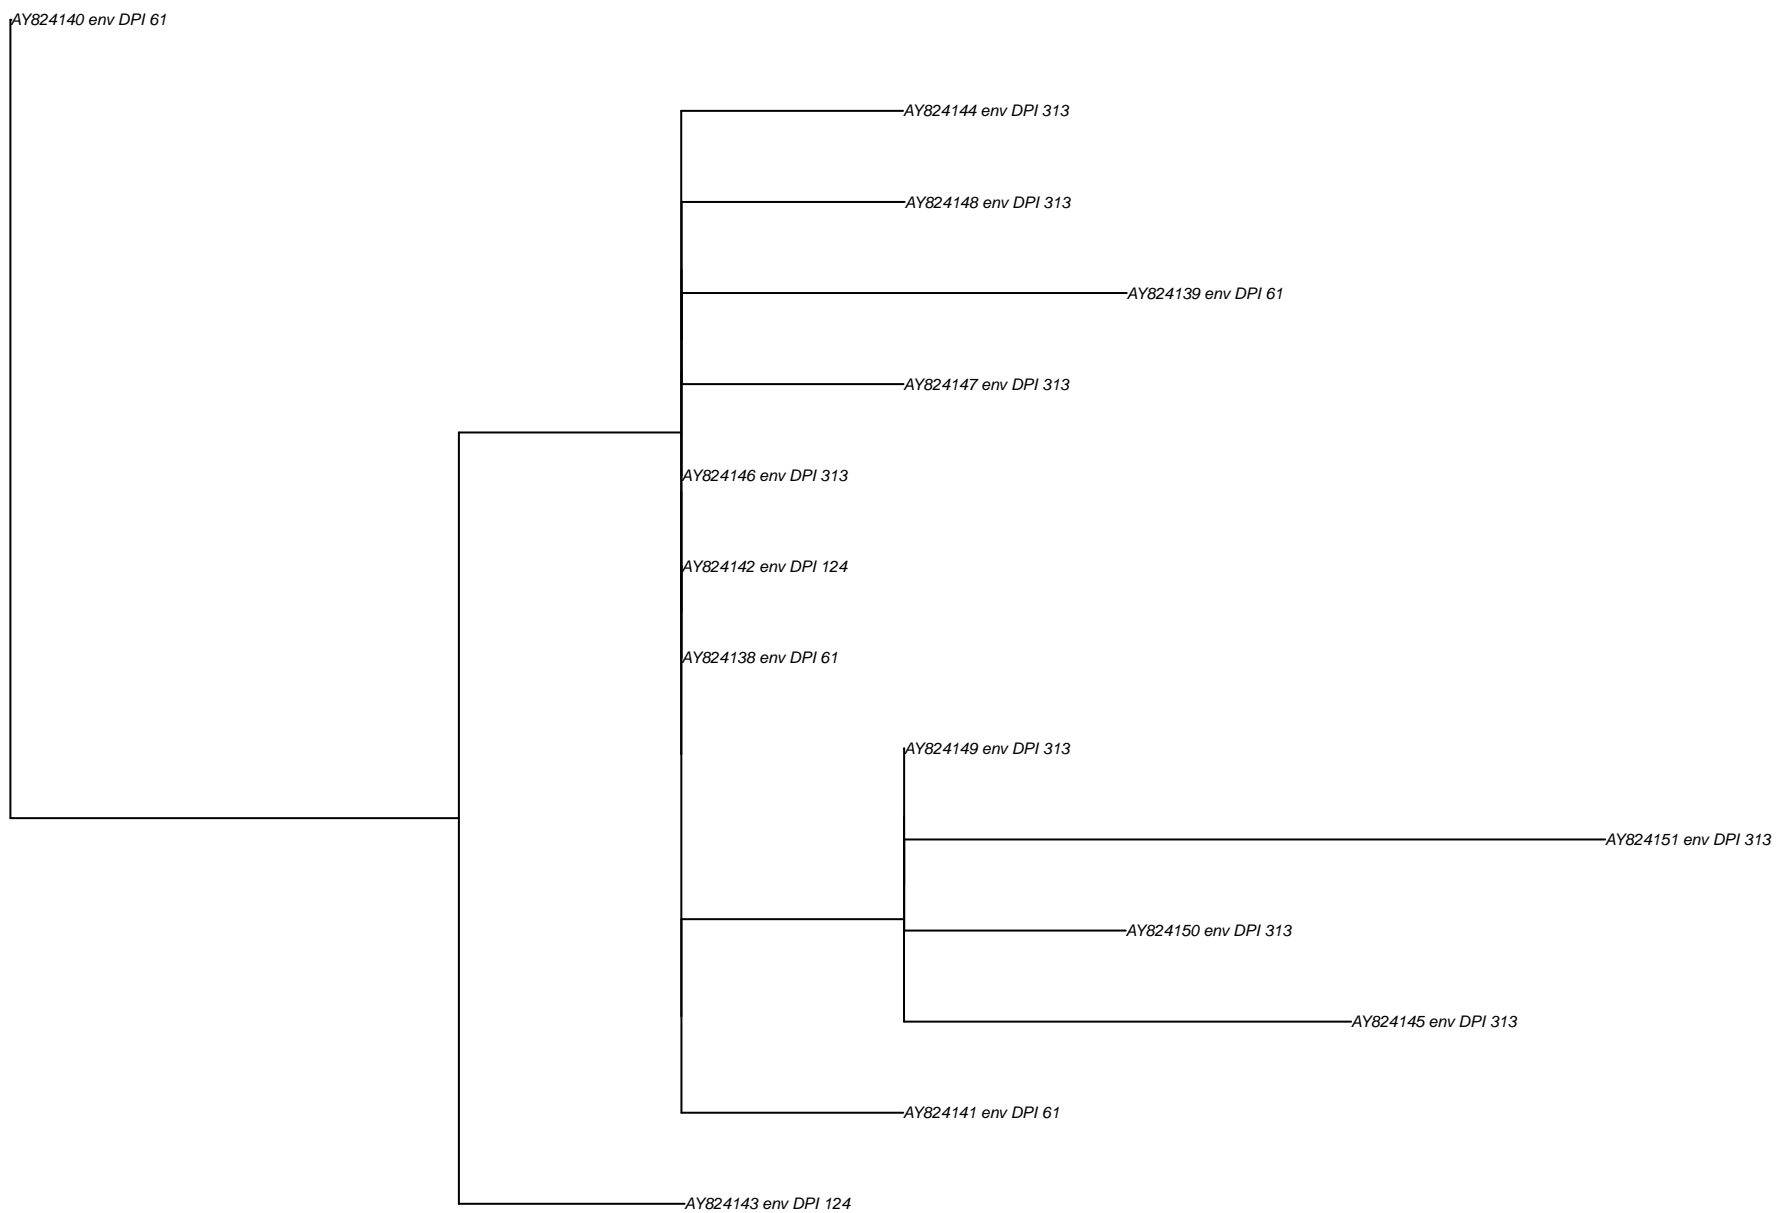 AY824140 env DPI 61
AY824144 env DPI 313
AY824148 env DPI 313
AY824139 env DPI 61
AY824147 env DPI 313
AY824146 env DPI 313
AY824142 env DPI 124
AY824138 env DPI 61
AY824149 env DPI 313
AY824151 env DPI 313
AY824150 env DPI 313
AY824145 env DPI 313
AY824141 env DPI 61
AY824143 env DPI 124